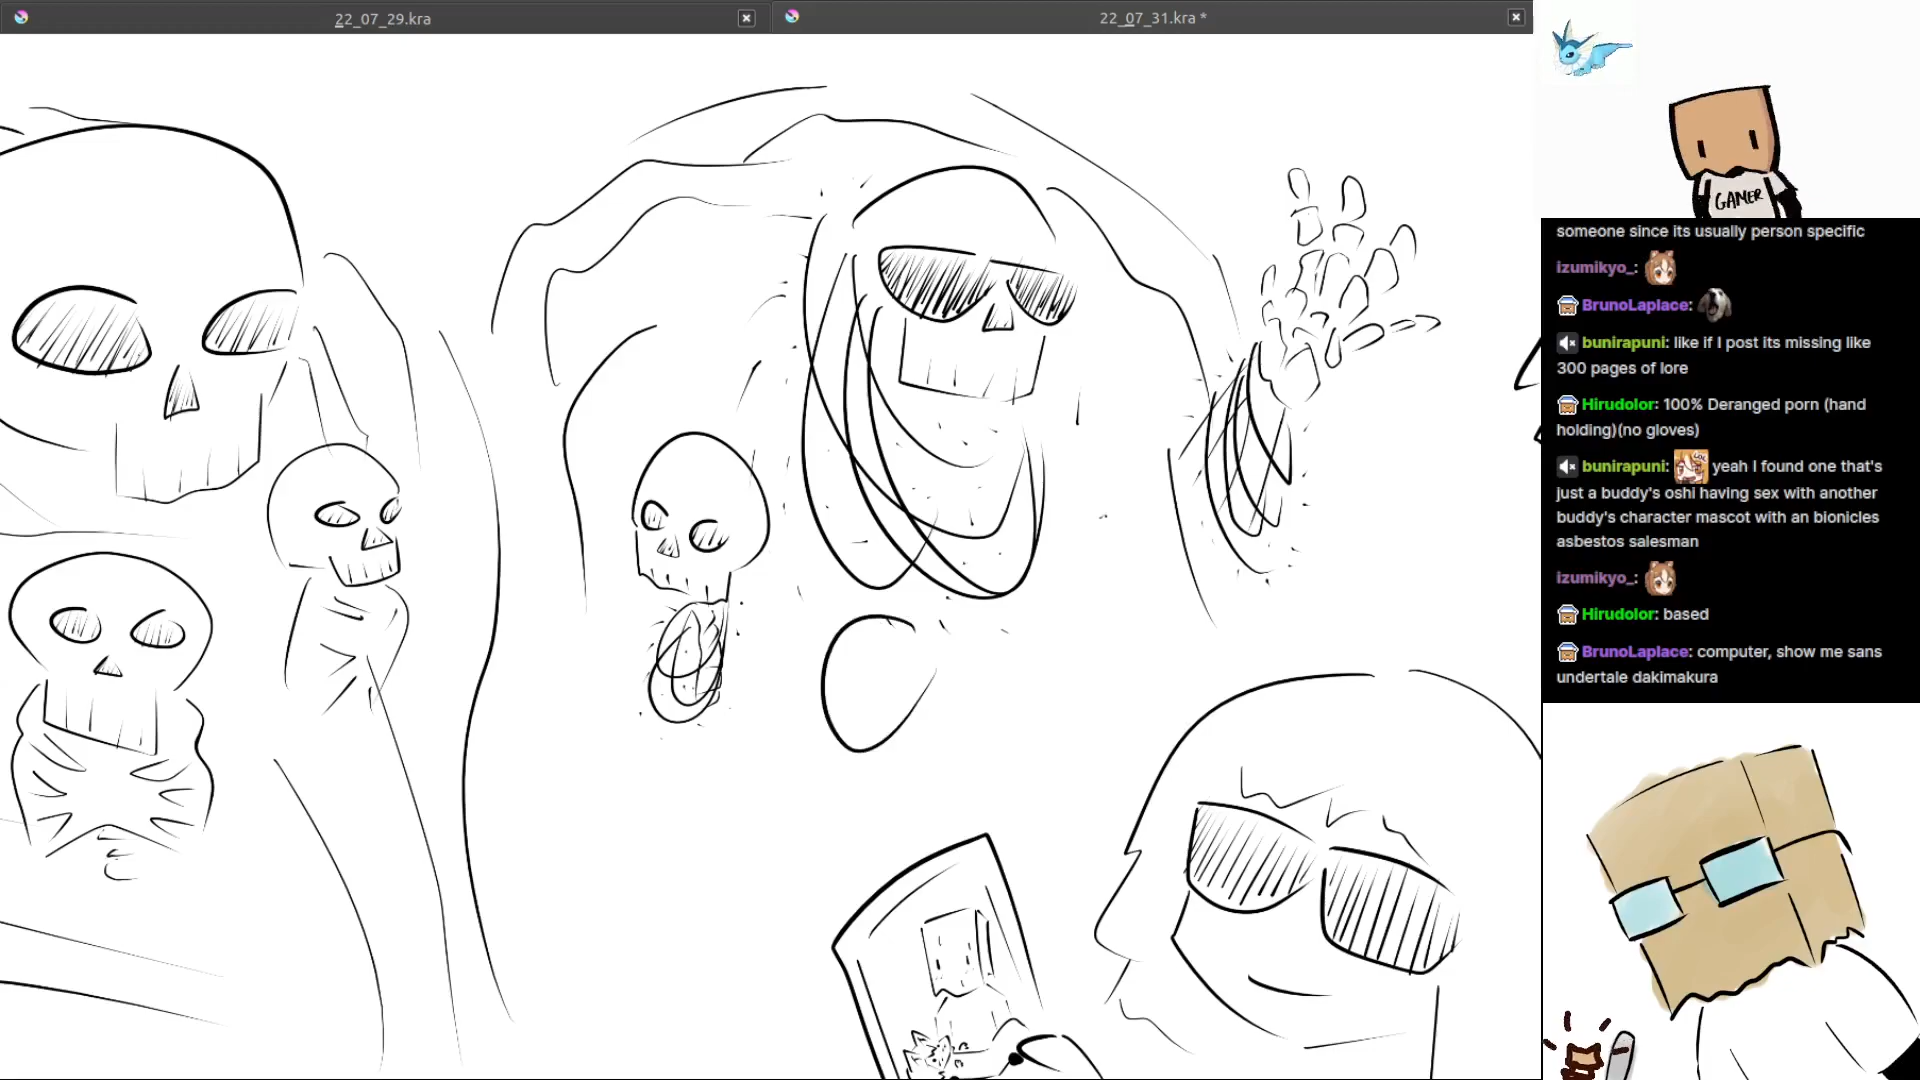 22_07_29.kra
22_07_31.kra *
GAMER
someone since its usually person specific
izumikyo_:
BrunoLaplace:
bunirapuni: like if I post its missing like
300 pages of lore
Hirudolor: 100% Deranged porn (hand
holding)(no gloves)
bunirapuni: yeah I found one that's
just a buddy's oshi having sex with another
buddy's character mascot with an bionicles
asbestos salesman
izumikyo_:
Hirudolor: based
BrunoLaplace: computer, show me sans
undertale dakimakura